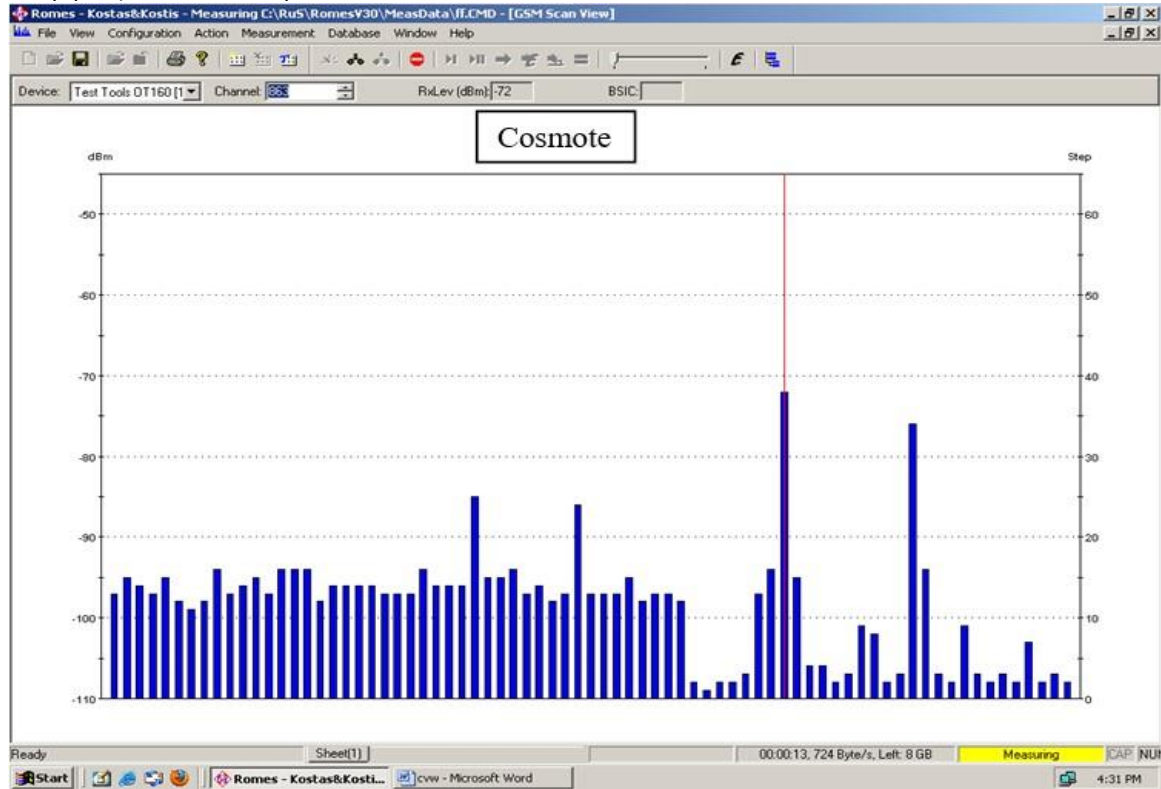 Romes - Kostas&Kostis - Measuring C:\RuS\RomesV30\MeasData\ff.CMD - [GSM Scan View]
File View Configuration Action Measurement Database Window Help
Device: Test Tools OT160 [1 Channel: 863 RxLev (dBm): -72 BSIC:
Cosmote
dBm Step
-50 60
-60 50
-70 40
-80 30
-90 20
-100 10
-110 0
Ready Sheet(1) 00:00:13, 724 Byte/s, Left: 8 GB Measuring CAP NU
Start Romes - Kostas&Kosti... cvw - Microsoft Word 4:31 PM